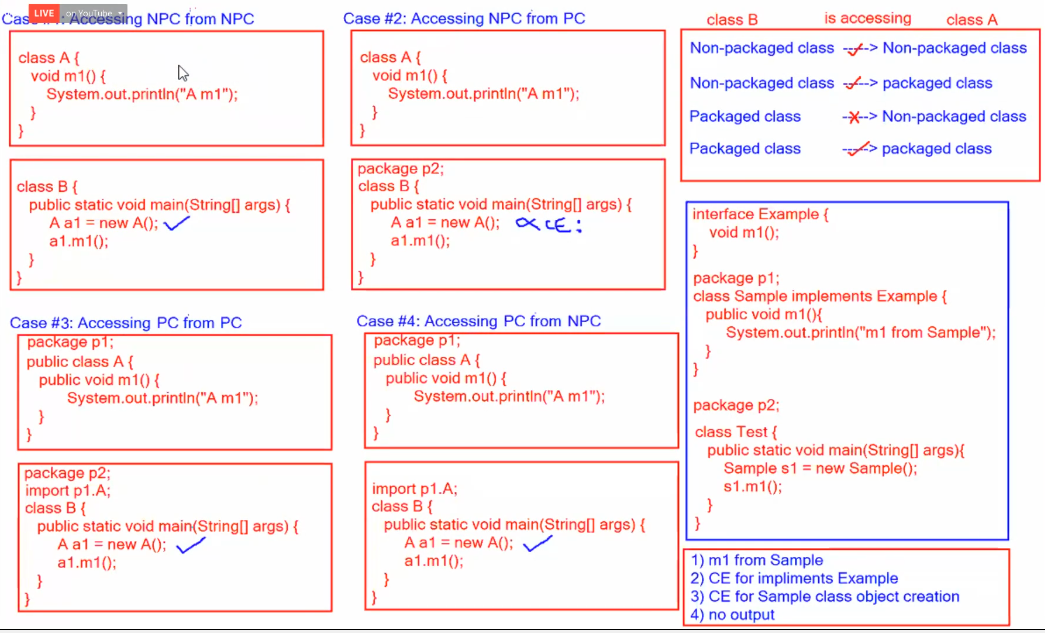 LIVE on YouTube
Accessing NPC from NPC
class A {
void m1() {
System.out.println("A m1");
}
}
class B {
public static void main(String[] args) {
A a1 = new A();
a1.m1();
}
}
Case #2: Accessing NPC from PC
class A {
void m1() {
System.out.println("A m1");
}
}
package p2;
class B {
public static void main(String[] args) {
A a1 = new A(); CE:
a1.m1();
}
}
Case #3: Accessing PC from PC
package p1;
public class A {
public void m1() {
System.out.println("A m1");
}
}
package p2;
import p1.A;
class B {
public static void main(String[] args) {
A a1 = new A();
a1.m1();
}
}
Case #4: Accessing PC from NPC
package p1;
public class A {
public void m1() {
System.out.println("A m1");
}
}
import p1.A;
class B {
public static void main(String[] args) {
A a1 = new A();
a1.m1();
}
}
class B is accessing class A
Non-packaged class ----> Non-packaged class
Non-packaged class ----> packaged class
Packaged class ----> Non-packaged class
Packaged class ----> packaged class
interface Example {
void m1();
}
package p1;
class Sample implements Example {
public void m1(){
System.out.println("m1 from Sample");
}
}
package p2;
class Test {
public static void main(String[] args){
Sample s1 = new Sample();
s1.m1();
}
}
1) m1 from Sample
2) CE for impliments Example
3) CE for Sample class object creation
4) no output